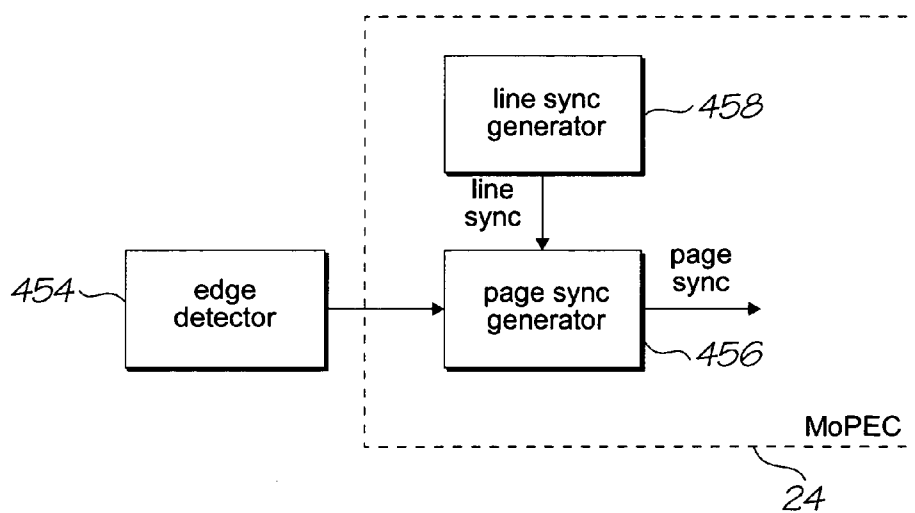 line sync
generator
458
line
sync
454
edge
detector
page sync
generator
page
sync
456
MoPEC
24